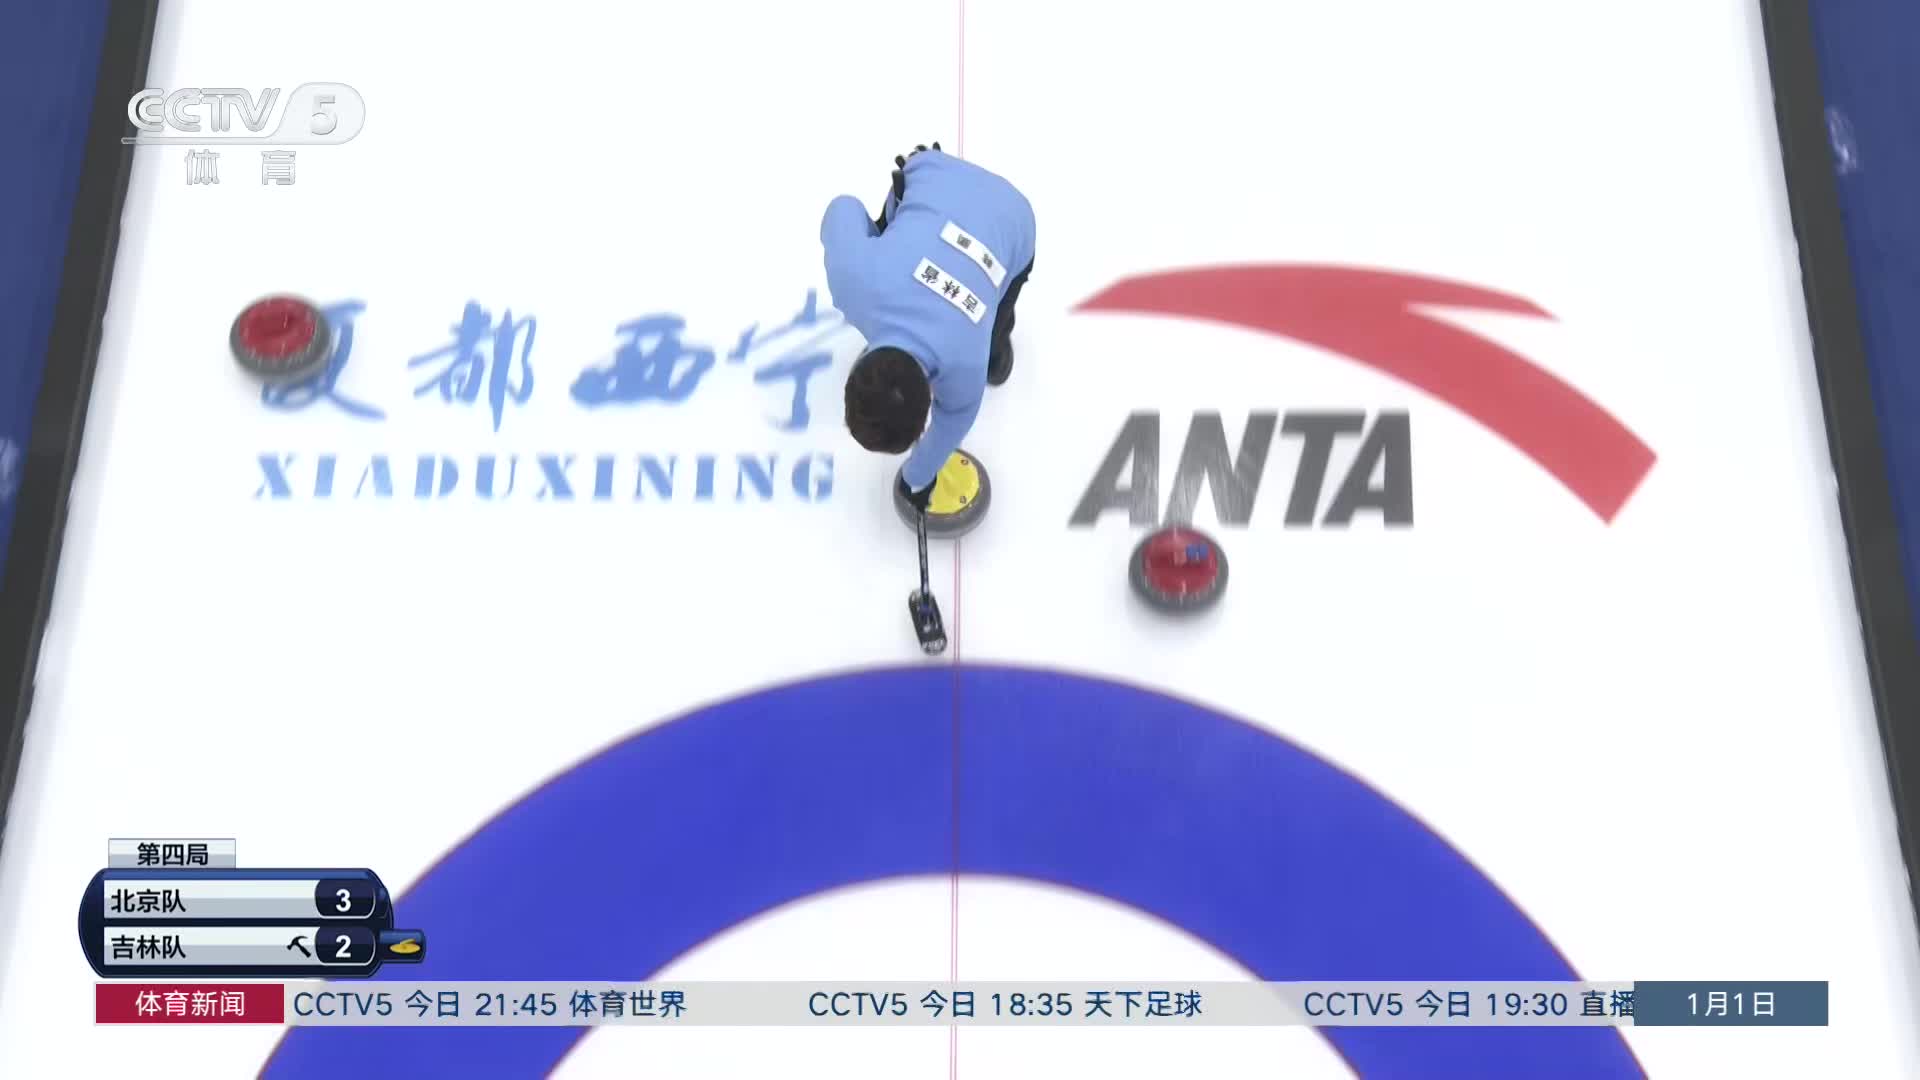 CCTV 5
体育
夏都西宁
XIADUXINING
ANTA
吉林省
第四局
北京队 3
吉林队 2
体育新闻 CCTV5 今日 21:45 体育世界 CCTV5 今日 18:35 天下足球 CCTV5 今日 19:30 直播 1月1日